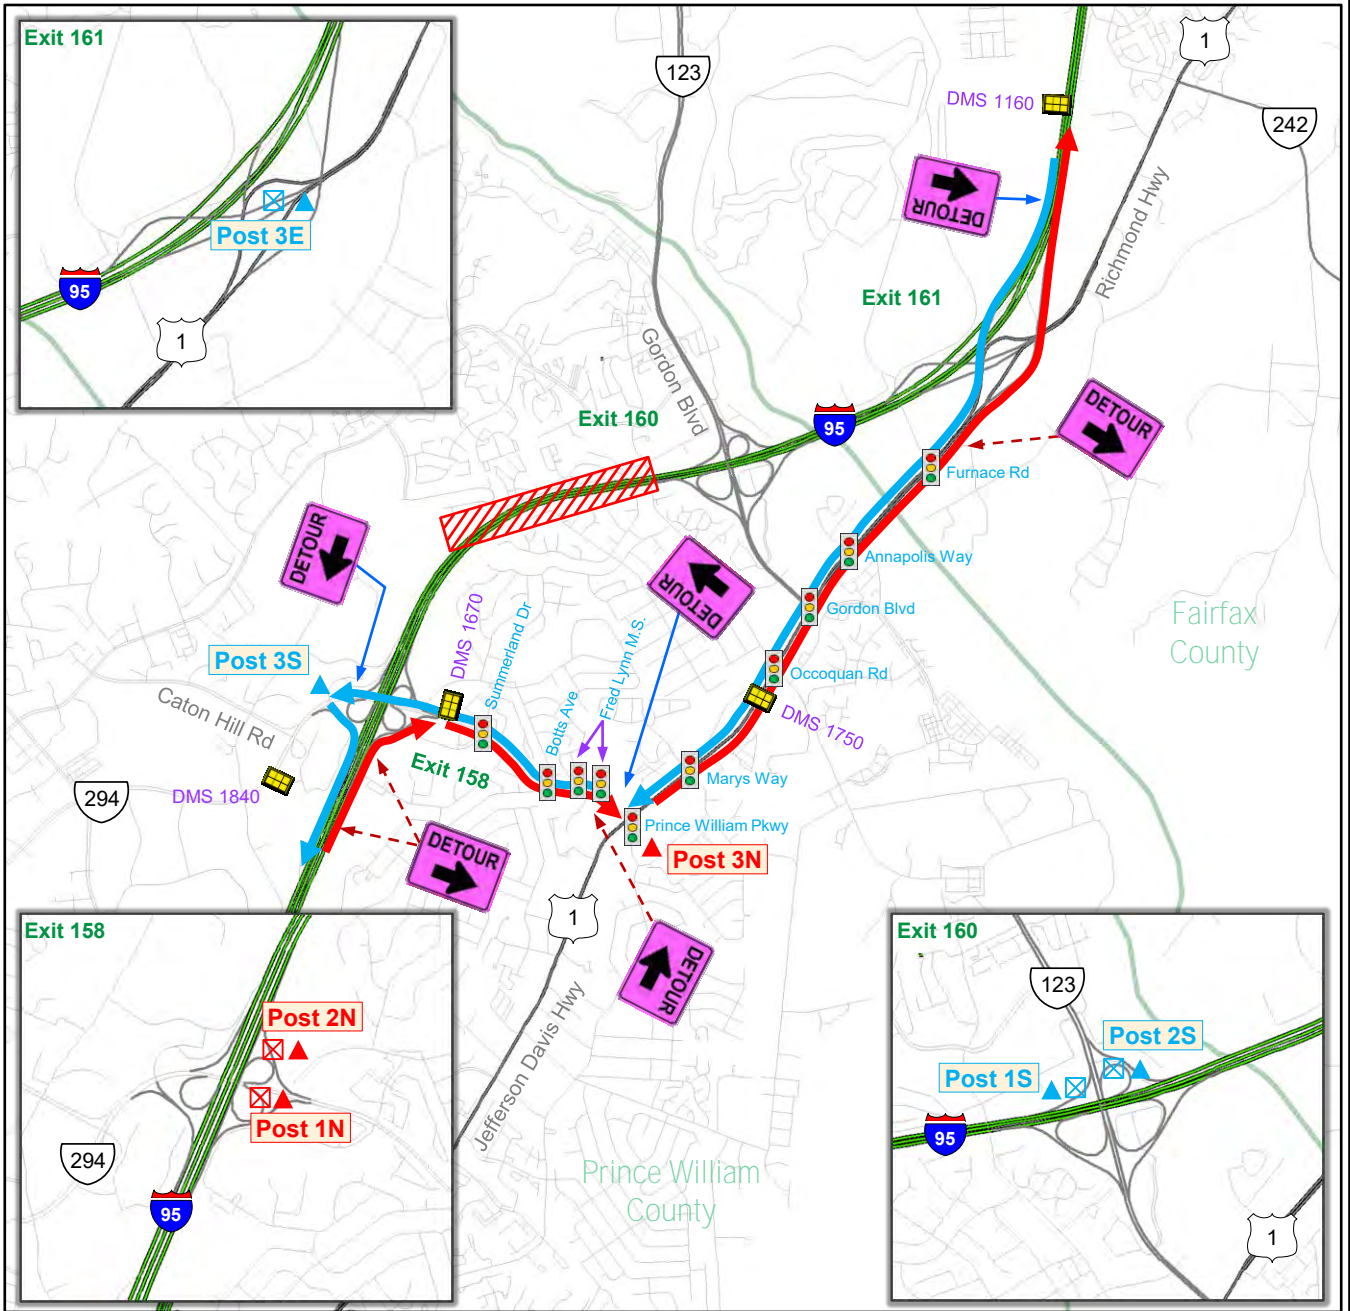 Exit 161
Post 3E
95
1
123
DMS 1160
1
242
DETOUR
Richmond Hwy
Exit 161
Gordon Blvd
Exit 160
95
DETOUR
Furnace Rd
DETOUR
Annapolis Way
DETOUR
Gordon Blvd
Fairfax
County
DMS 1670
Summerland Dr
Fred Lynn M.S.
Post 3S
Occoquan Rd
Caton Hill Rd
Botts Ave
DMS 1750
Exit 158
Marys Way
294
DMS 1840
Prince William Pkwy
DETOUR
Post 3N
1
DETOUR
Jefferson Davis Hwy
Prince William
County
Exit 158
Post 2N
Post 1N
294
95
Exit 160
123
Post 2S
Post 1S
95
1